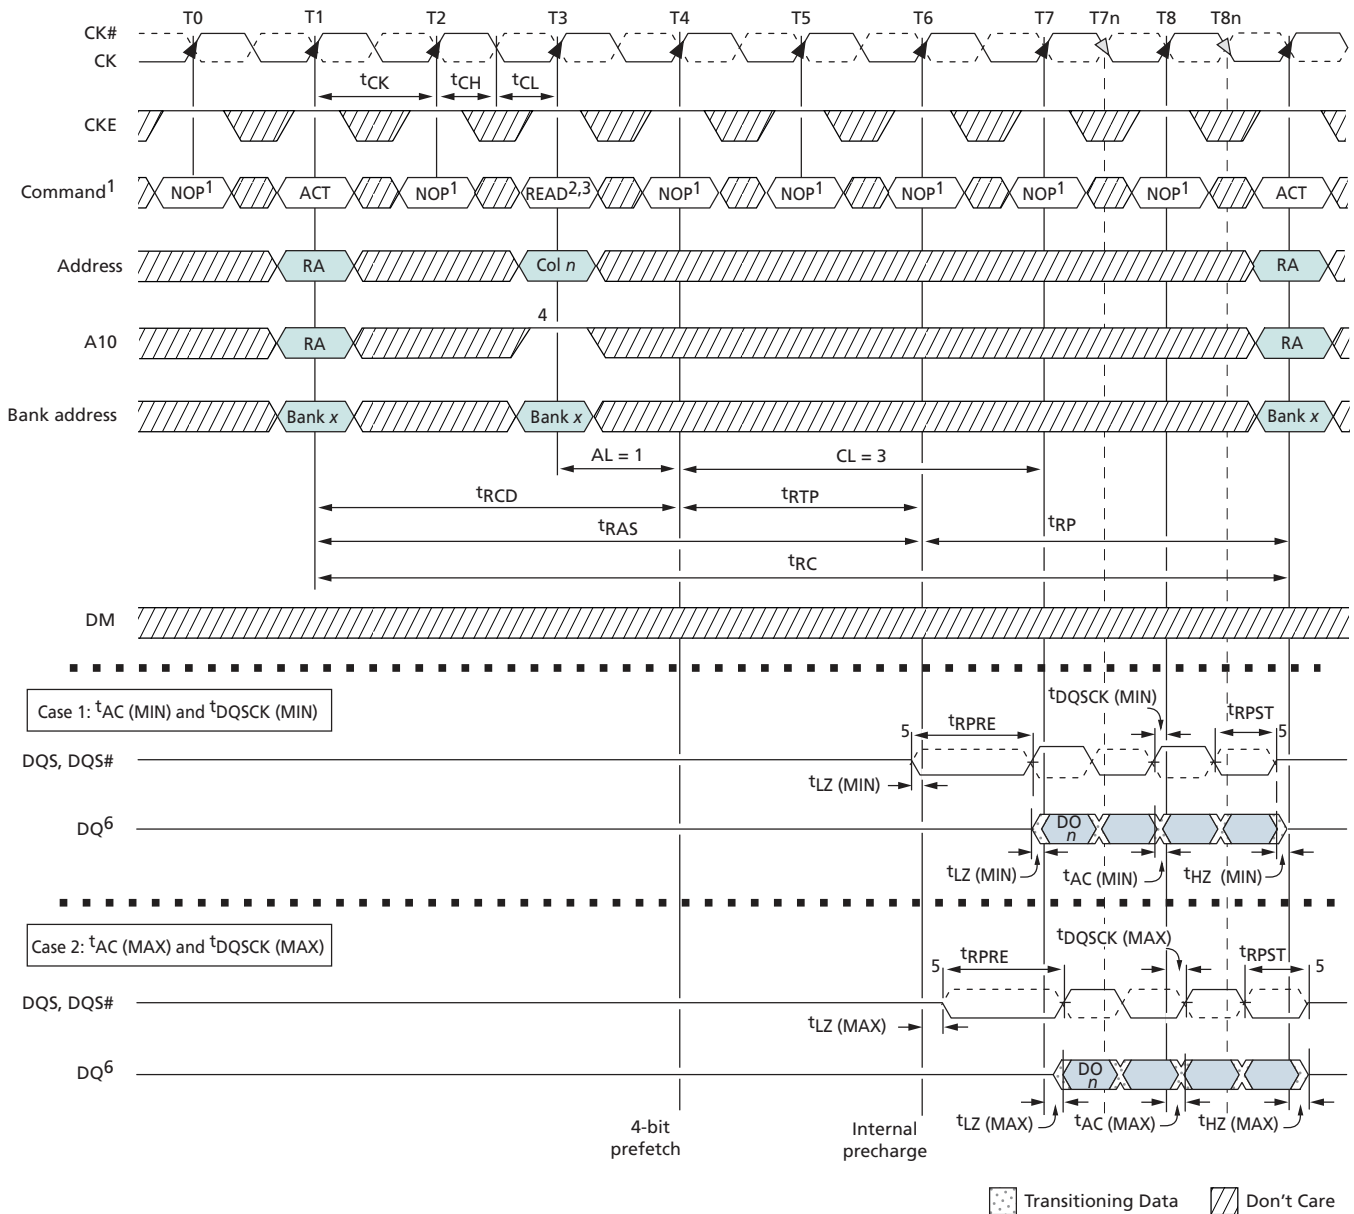 T0 T1 T2 T3 T4 T5 T6 T7 T7n T8 T8n
CK#
CK
tCK tCH tCL
CKE
Command1 NOP1 ACT NOP1 READ2,3 NOP1 NOP1 NOP1 NOP1 NOP1 ACT
Address RA Col n RA
4
A10 RA RA
Bank address Bank x Bank x Bank x
AL = 1 CL = 3
tRCD tRTP
tRAS tRP
tRC
DM
Case 1: tAC (MIN) and tDQSCK (MIN)
tDQSCK (MIN)
5 tRPRE tRPST 5
DQS, DQS#
tLZ (MIN)
DQ6 DO
n
tLZ (MIN) tAC (MIN) tHZ (MIN)
Case 2: tAC (MAX) and tDQSCK (MAX)
tDQSCK (MAX)
5 tRPRE tRPST 5
DQS, DQS#
tLZ (MAX)
DQ6 DO
n
tLZ (MAX) tAC (MAX) tHZ (MAX)
4-bit
prefetch
Internal
precharge
Transitioning Data Don't Care